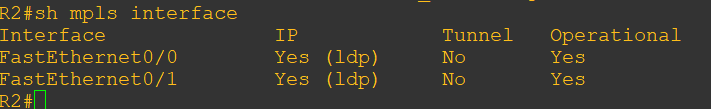 R2#sh mpls interface
Interface              IP            Tunnel   Operational
FastEthernet0/0        Yes (ldp)     No       Yes
FastEthernet0/1        Yes (ldp)     No       Yes
R2#